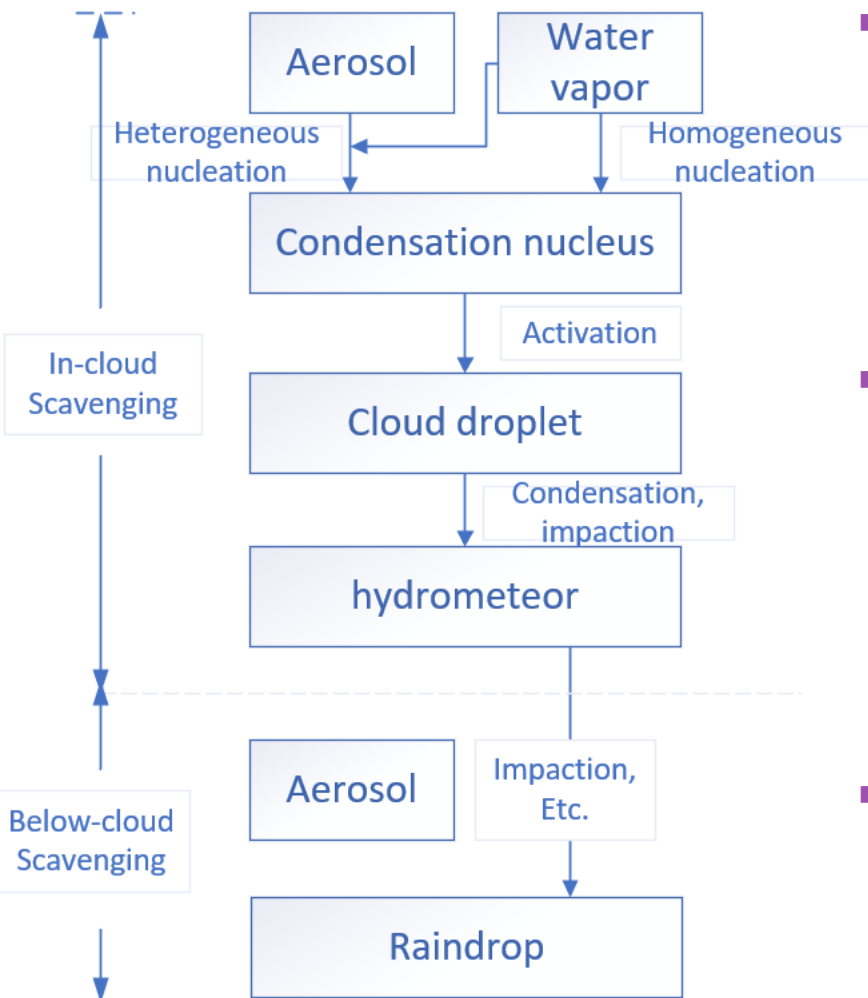 Aerosol
Water
vapor
Heterogeneous
nucleation
Homogeneous
nucleation
Condensation nucleus
Activation
In-cloud
Scavenging
Cloud droplet
Condensation,
impaction
hydrometeor
Aerosol
Impaction,
Etc.
Below-cloud
Scavenging
Raindrop